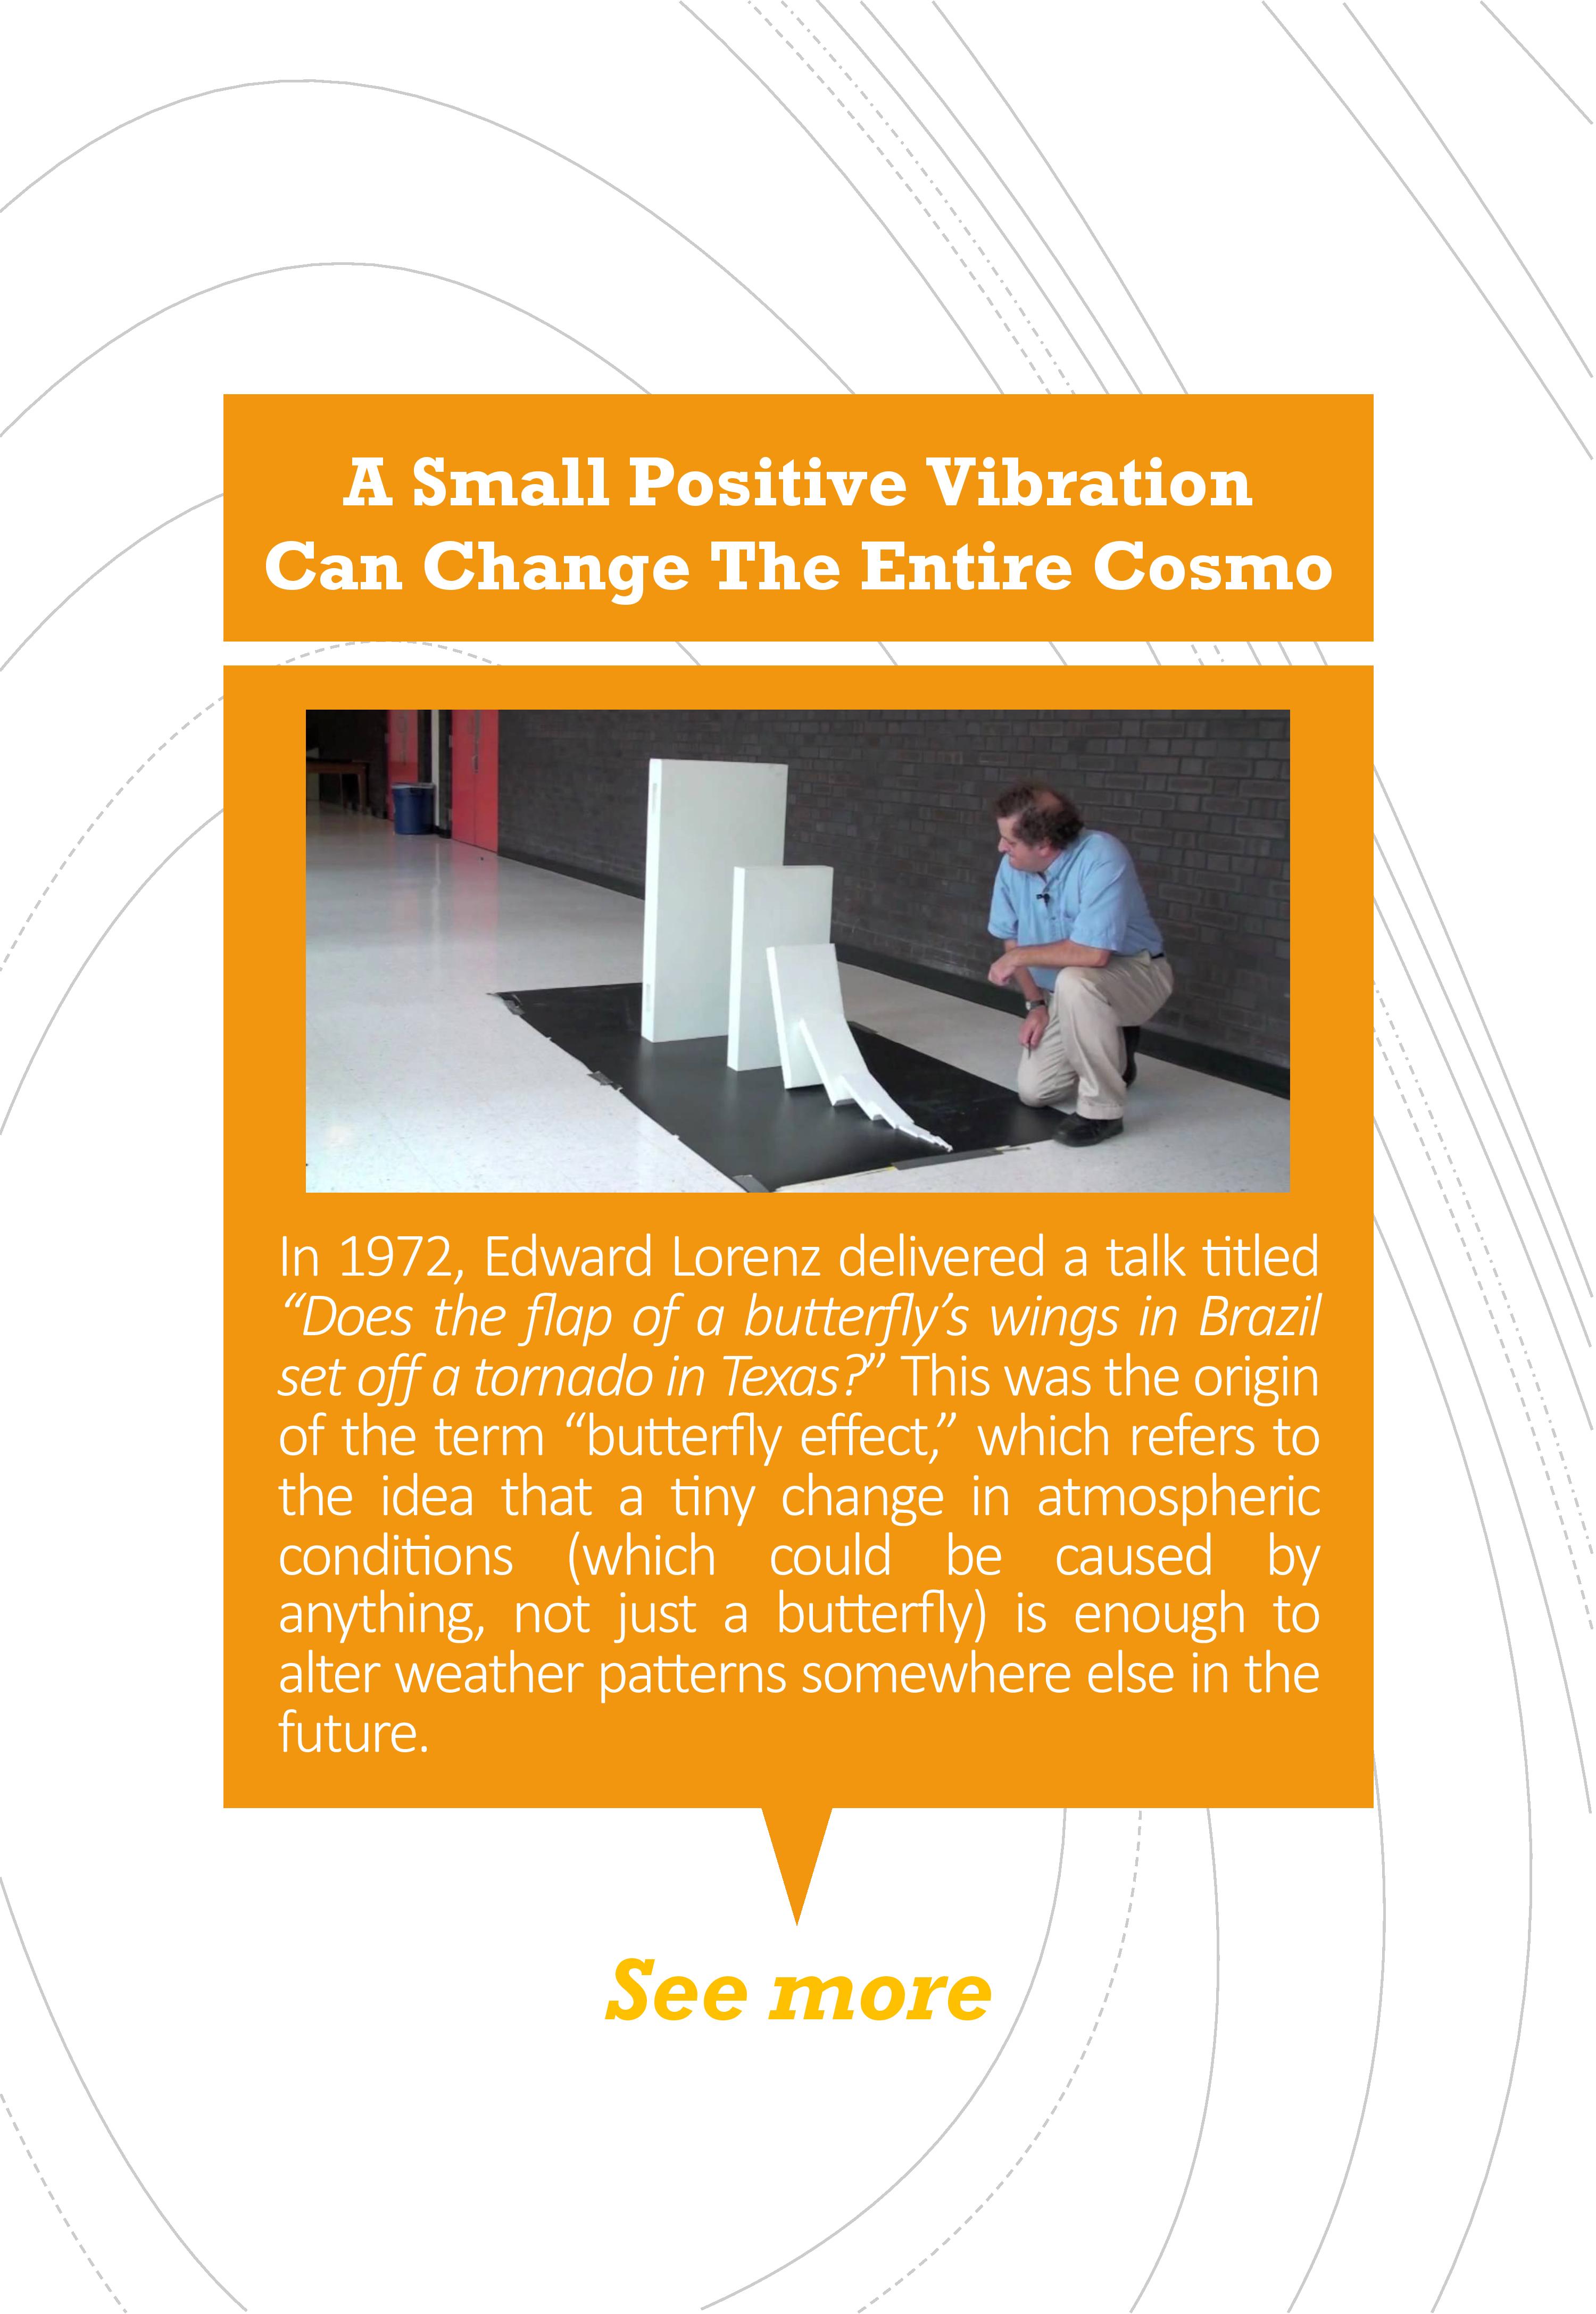 A Small Positive Vibration
Can Change The Entire Cosmo
In 1972, Edward Lorenz delivered a talk titled
“Does the flap of a butterfly’s wings in Brazil
set off a tornado in Texas?” This was the origin
of the term “butterfly effect,” which refers to
the idea that a tiny change in atmospheric
conditions (which could be caused by
anything, not just a butterfly) is enough to
alter weather patterns somewhere else in the
future.
See more